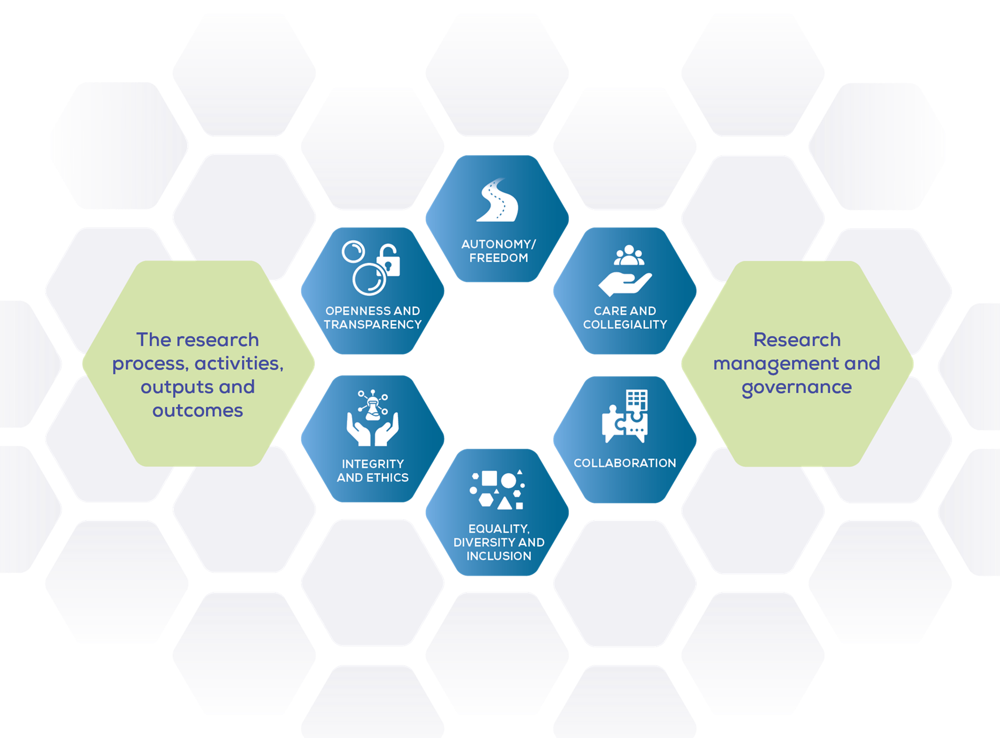 AUTONOMY/
FREEDOM
OPENNESS AND
TRANSPARENCY
CARE AND
COLLEGIALITY
The research
process, activities,
outputs and
outcomes
Research
management and
governance
INTEGRITY
AND ETHICS
COLLABORATION
EQUALITY,
DIVERSITY AND
INCLUSION